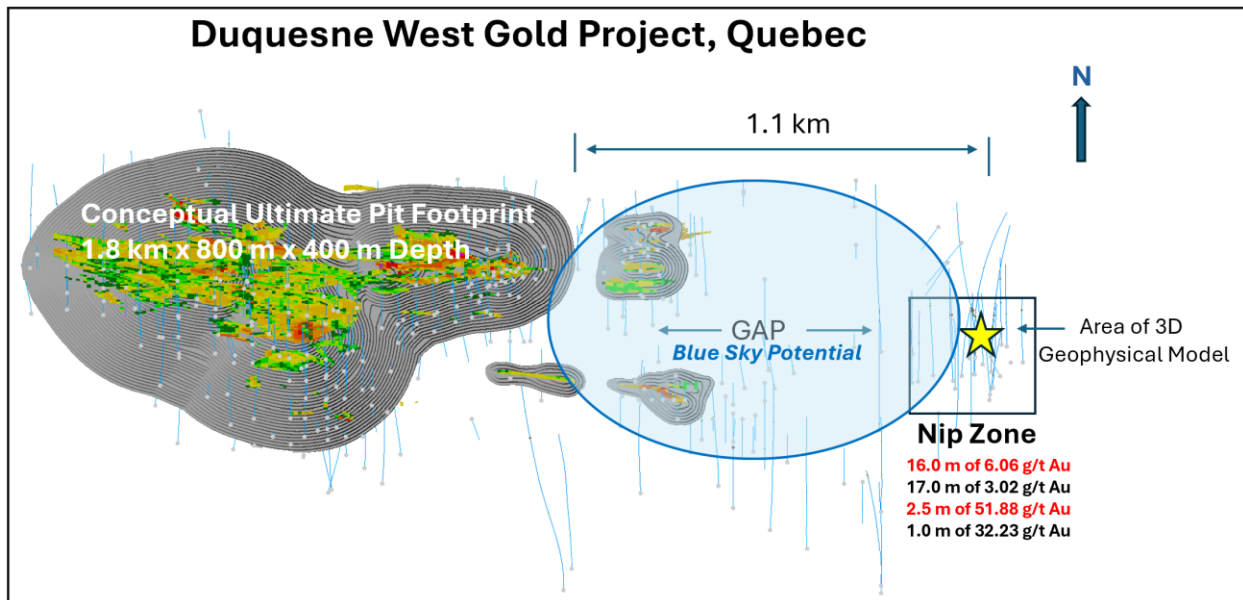 Duquesne West Gold Project, Quebec
N
1.1 km
Conceptual Ultimate Pit Footprint
1.8 km x 800 m x 400 m Depth
GAP
Blue Sky Potential
Area of 3D
Geophysical Model
Nip Zone
16.0 m of 6.06 g/t Au
17.0 m of 3.02 g/t Au
2.5 m of 51.88 g/t Au
1.0 m of 32.23 g/t Au